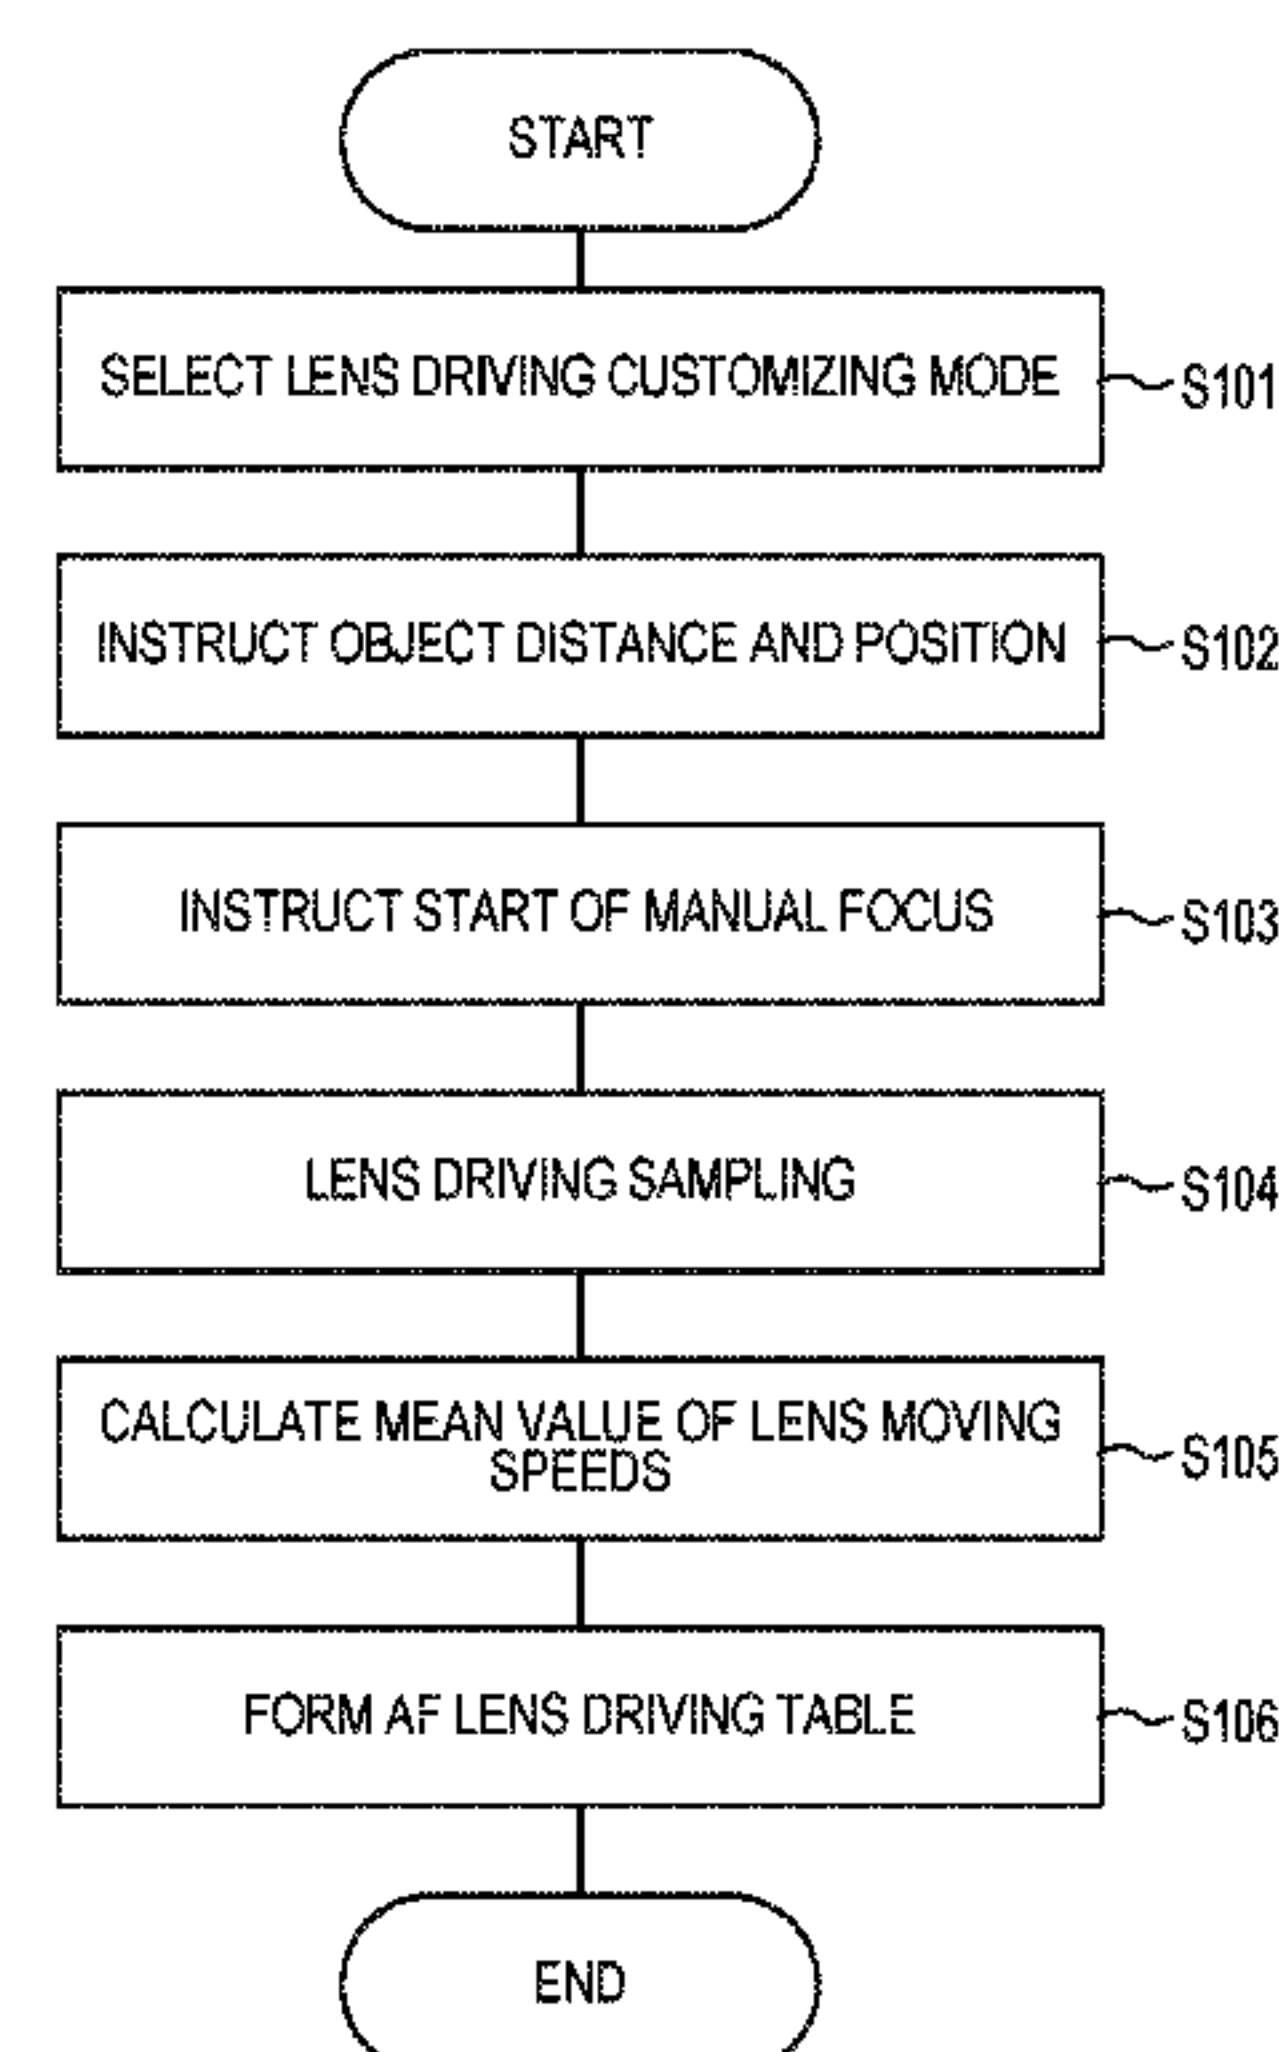 START
SELECT LENS DRIVING CUSTOMIZING MODE
S101
INSTRUCT OBJECT DISTANCE AND POSITION
S102
INSTRUCT START OF MANUAL FOCUS
S103
LENS DRIVING SAMPLING
S104
CALCULATE MEAN VALUE OF LENS MOVING
SPEEDS
S105
FORM AF LENS DRIVING TABLE
S106
END